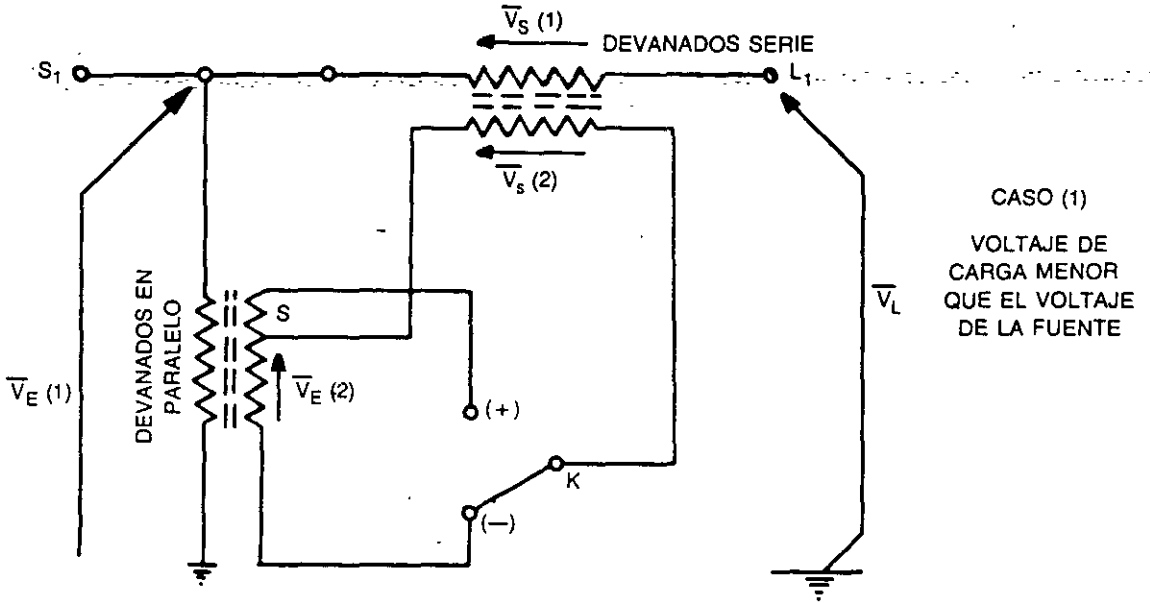 V̅S (1)
DEVANADOS SERIE
S1
L1
V̅s (2)
CASO (1)
VOLTAJE DE
CARGA MENOR
QUE EL VOLTAJE
DE LA FUENTE
V̅L
DEVANADOS EN
PARALELO
S
V̅E (1)
V̅E (2)
(+)
K
(—)